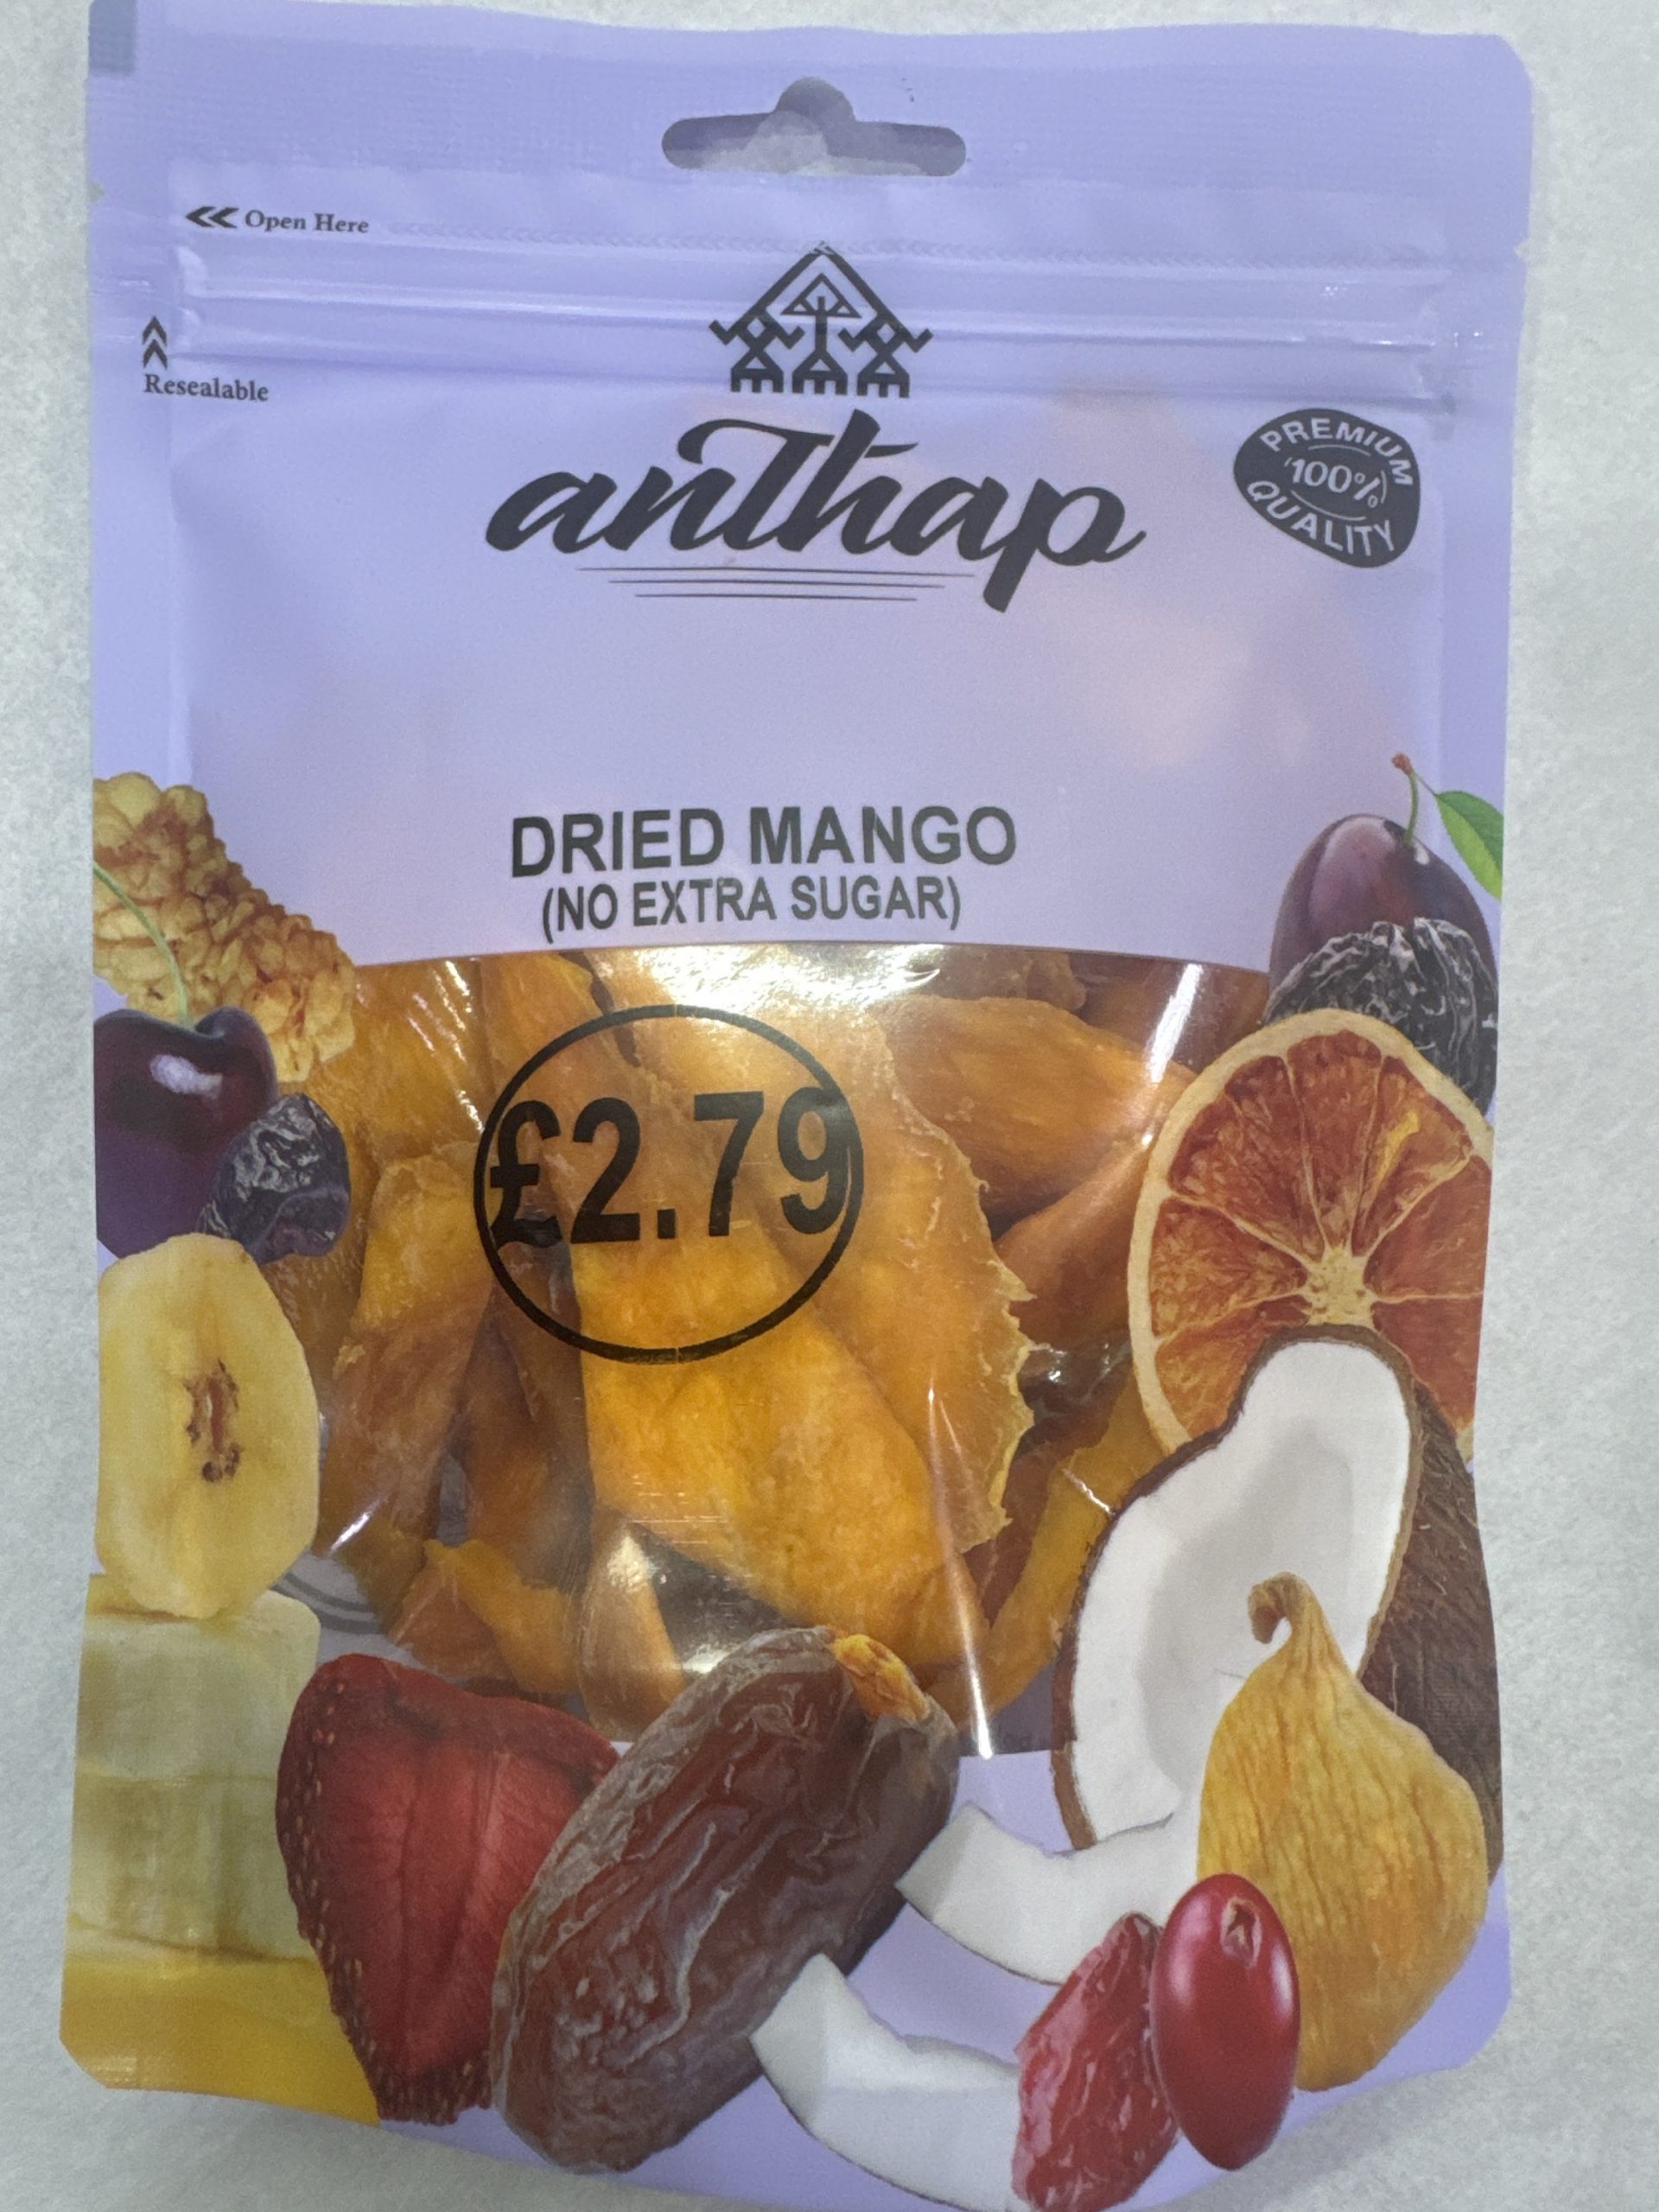 Open Here
Resealable
anthap
PREMIUM
100%
QUALITY
DRIED MANGO
(NO EXTRA SUGAR)
£2.79